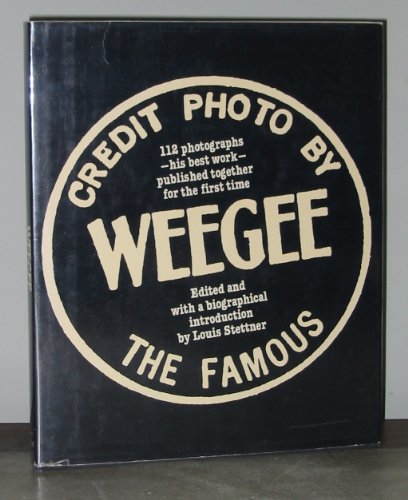 CREDIT PHOTO BY
112 photographs
—his best work—
published together
for the first time
WEEGEE
Edited and
with a biographical
introduction
by Louis Stettner
THE FAMOUS
WEEGEE